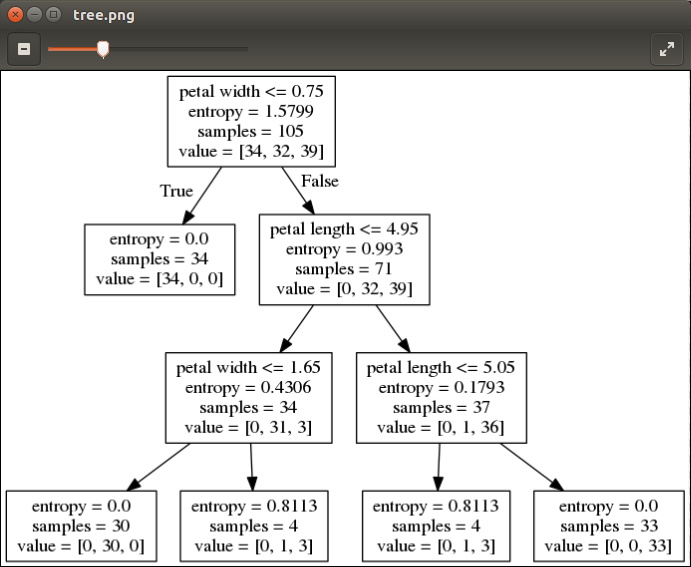 tree.png
petal width <= 0.75
entropy = 1.5799
samples = 105
value = [34, 32, 39]
True
False
entropy = 0.0
samples = 34
value = [34, 0, 0]
petal length <= 4.95
entropy = 0.993
samples = 71
value = [0, 32, 39]
petal width <= 1.65
entropy = 0.4306
samples = 34
value = [0, 31, 3]
petal length <= 5.05
entropy = 0.1793
samples = 37
value = [0, 1, 36]
entropy = 0.0
samples = 30
value = [0, 30, 0]
entropy = 0.8113
samples = 4
value = [0, 1, 3]
entropy = 0.8113
samples = 4
value = [0, 1, 3]
entropy = 0.0
samples = 33
value = [0, 0, 33]